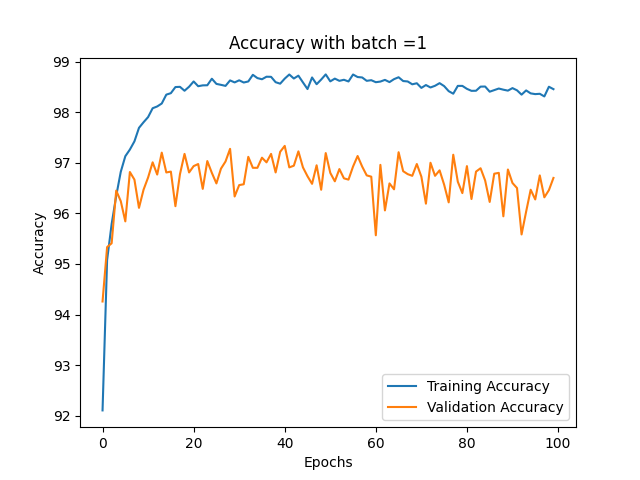 Accuracy with batch =1
99
98
97
96
95
94
93
92
Accuracy
0
20
40
60
80
100
Epochs
Training Accuracy
Validation Accuracy